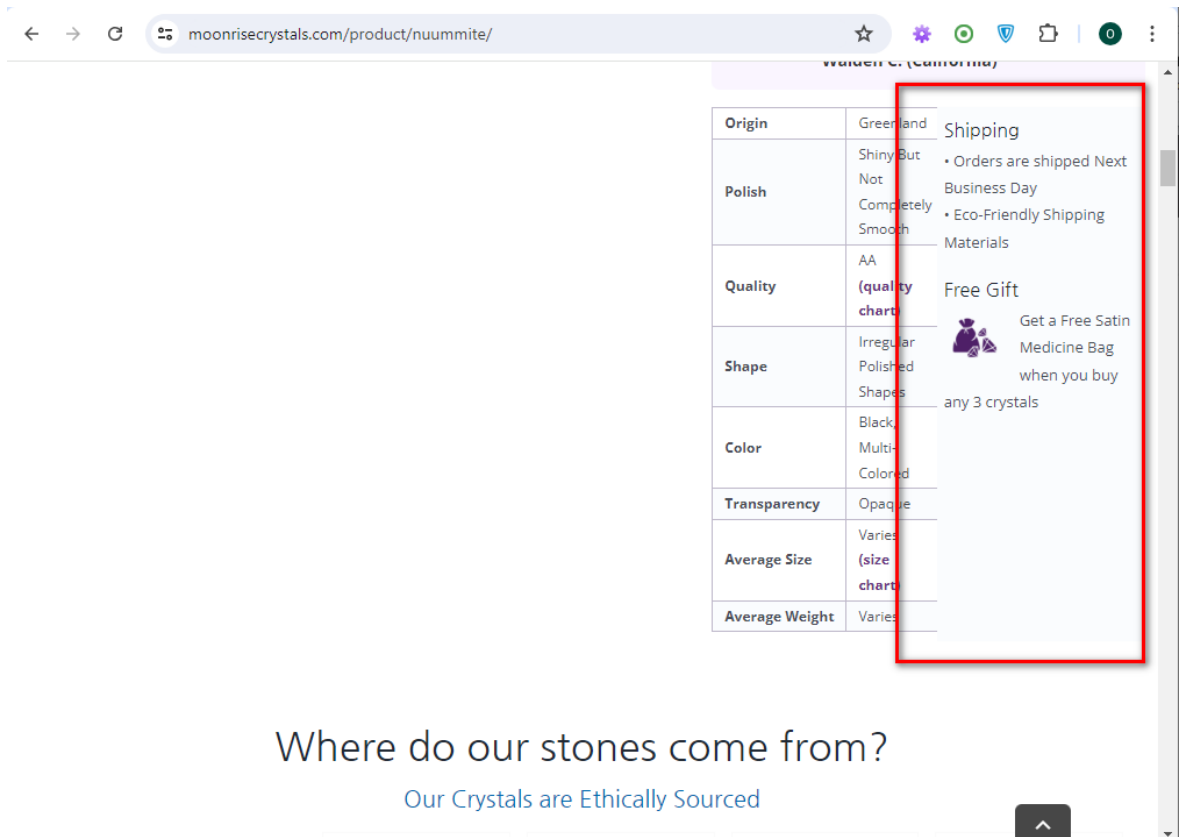 moonrisecrystals.com/product/nuummite/
O
Walden C. (California)
Origin
Greenland
Polish
Shiny But
Not
Completely
Smooth
Quality
AA
(quality
chart)
Shape
Irregular
Polished
Shapes
Color
Black,
Multi-
Colored
Transparency
Opaque
Average Size
Varies
(size
chart)
Average Weight
Varies
Shipping
• Orders are shipped Next
Business Day
• Eco-Friendly Shipping
Materials
Free Gift
Get a Free Satin
Medicine Bag
when you buy
any 3 crystals
Where do our stones come from?
Our Crystals are Ethically Sourced